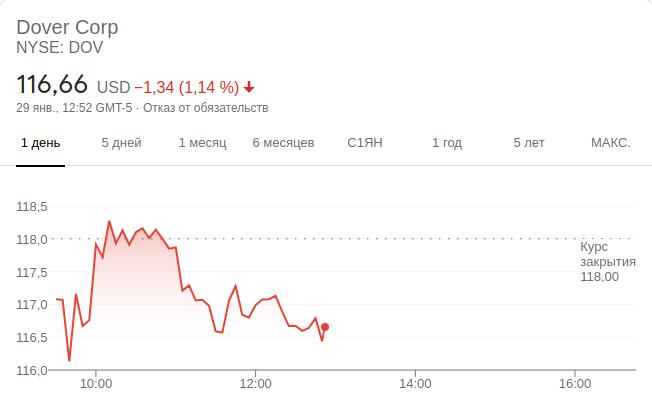 Dover Corp
NYSE: DOV
116,66 USD −1,34 (1,14 %)
29 янв., 12:52 GMT-5 · Отказ от обязательств
1 день 5 дней 1 месяц 6 месяцев С1ЯН 1 год 5 лет МАКС.
118,5
118,0
117,5
117,0
116,5
116,0
Курс
закрытия
118,00
10:00 12:00 14:00 16:00